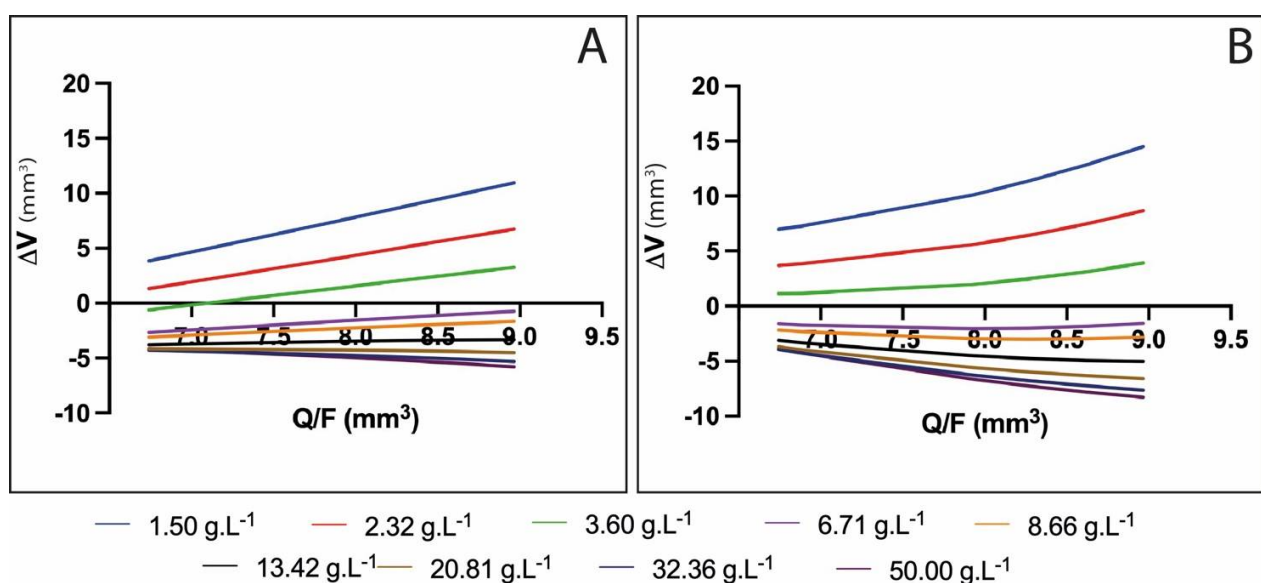 A
20
15
10
5
0
-5
-10
ΔV (mm³)
7.0 7.5 8.0 8.5 9.0 9.5
Q/F (mm³)
B
20
15
10
5
0
-5
-10
ΔV (mm³)
7.0 7.5 8.0 8.5 9.0 9.5
Q/F (mm³)
1.50 g.L⁻¹ 2.32 g.L⁻¹ 3.60 g.L⁻¹ 6.71 g.L⁻¹ 8.66 g.L⁻¹
13.42 g.L⁻¹ 20.81 g.L⁻¹ 32.36 g.L⁻¹ 50.00 g.L⁻¹